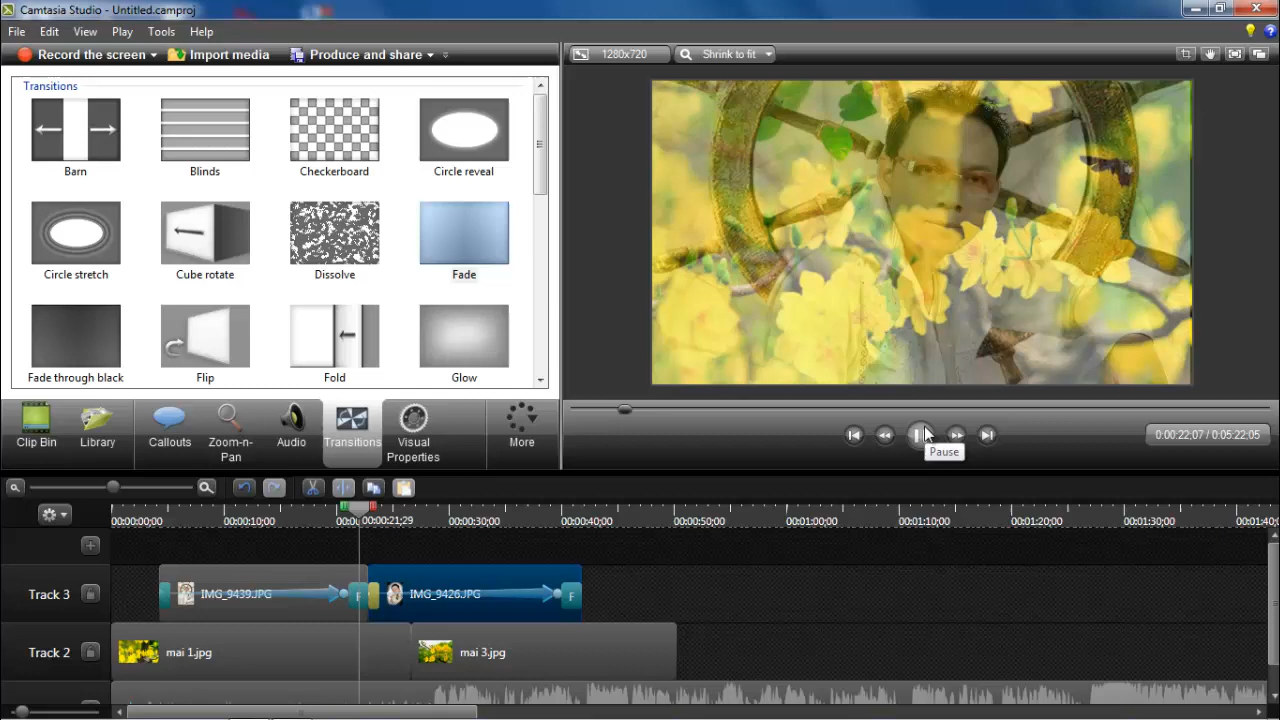 Camtasia Studio - Untitled.camproj
File Edit View Play Tools Help
Record the screen Import media Produce and share
1280x720 Shrink to fit
Transitions
Barn Blinds Checkerboard Circle reveal
Circle stretch Cube rotate Dissolve Fade
Fade through black Flip Fold Glow
Clip Bin Library Callouts Zoom-n-Pan Audio Transitions Visual Properties More
0:00:22;07 / 0:05:22;05
Pause
00:00:00;00 00:00:10;00 00:00:21;29 00:00:30;00 00:00:40;00 00:00:50;00 00:01:00;00 00:01:10;00 00:01:20;00 00:01:30;00
Track 3 IMG_9439.JPG F IMG_9426.JPG F
Track 2 mai 1.jpg mai 3.jpg